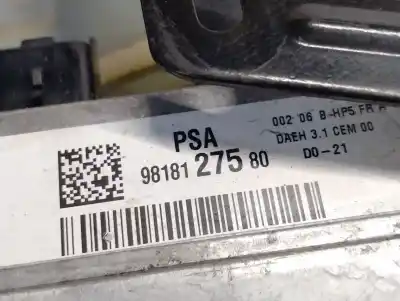 PSA
98181 275 80
002 06 B-HP5 FR A
DAEH 3.1 CEM 00
D0-21